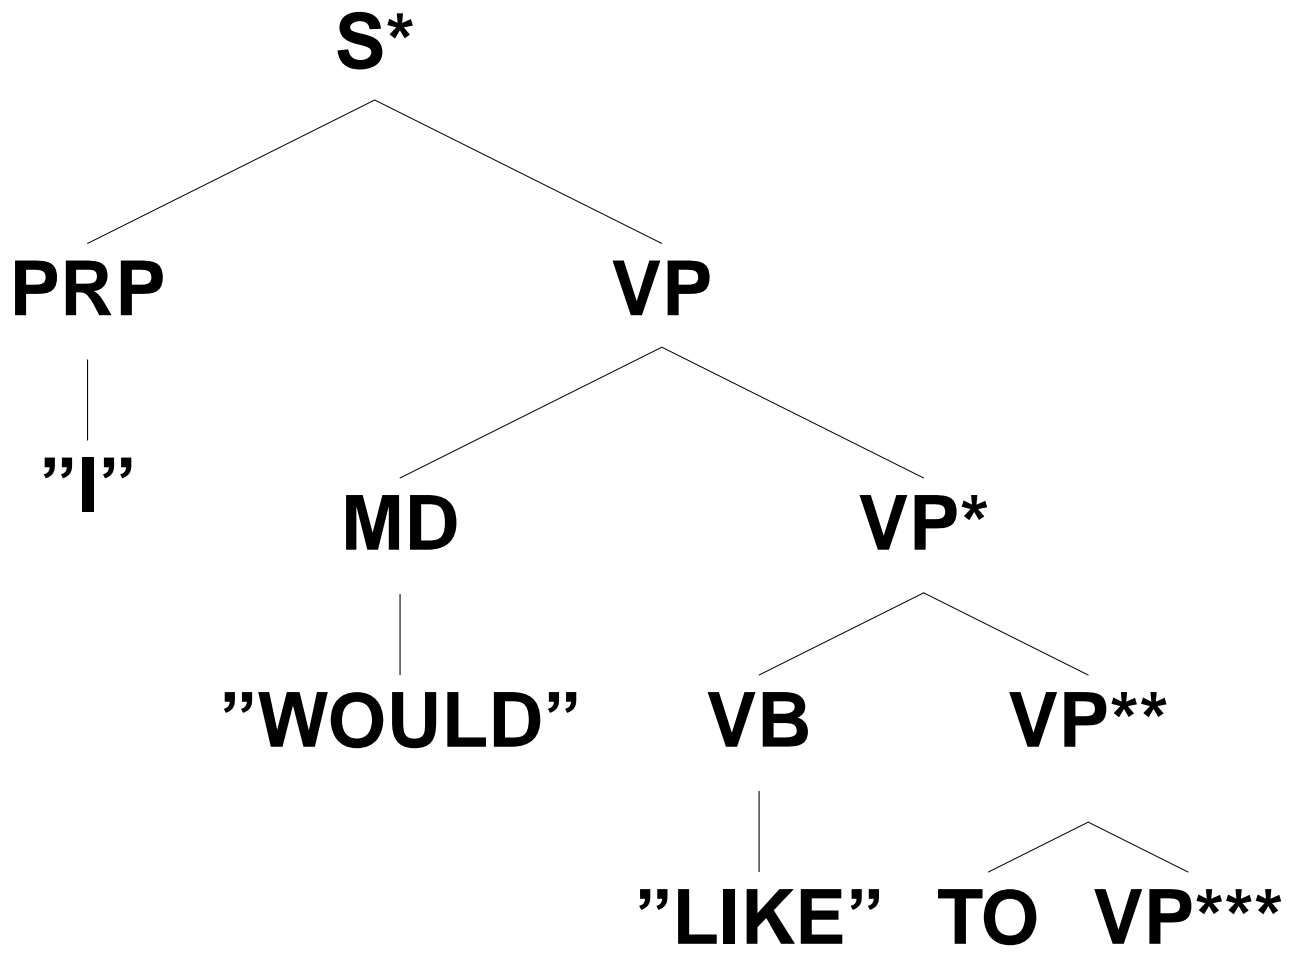 S*
PRP VP
”I”
MD VP*
”WOULD” VB VP**
”LIKE” TO VP***